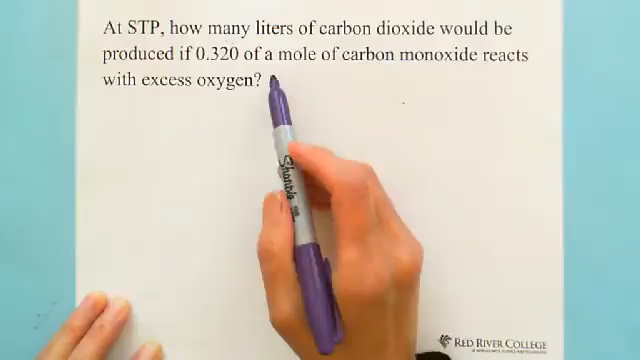 At STP, how many liters of carbon dioxide would be
produced if 0.320 of a mole of carbon monoxide reacts
with excess oxygen?
Sharpie
RED RIVER COLLEGE